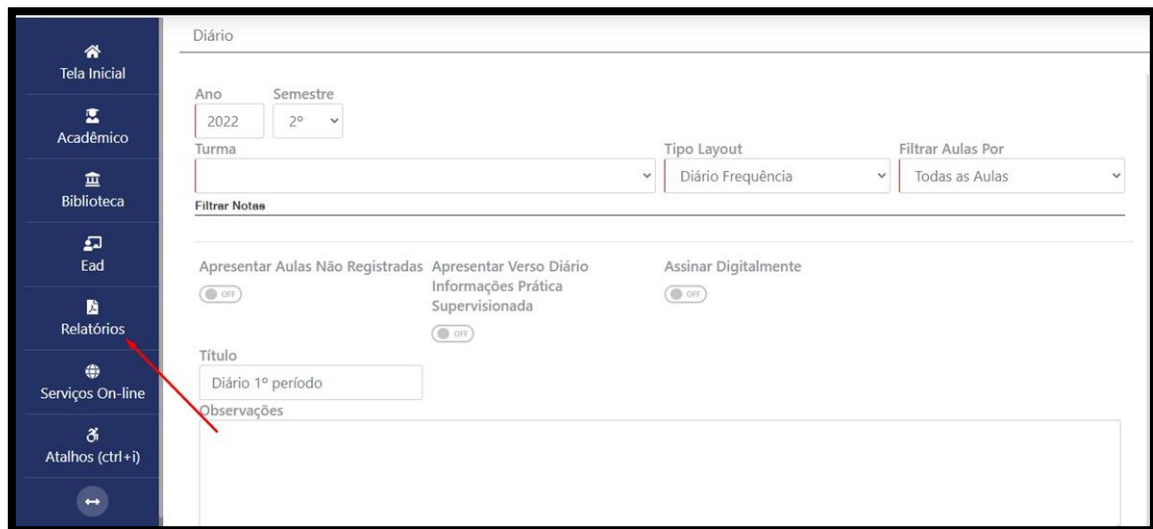 Tela Inicial
Acadêmico
Biblioteca
Ead
Relatórios
Serviços On-line
Atalhos (ctrl+i)
Diário
Ano Semestre
2022 2º
Turma Tipo Layout Filtrar Aulas Por
Diário Frequência Todas as Aulas
Filtrar Notas
Apresentar Aulas Não Registradas Apresentar Verso Diário Assinar Digitalmente
Informações Prática
Supervisionada
OFF OFF
OFF
Título
Diário 1º período
Observações